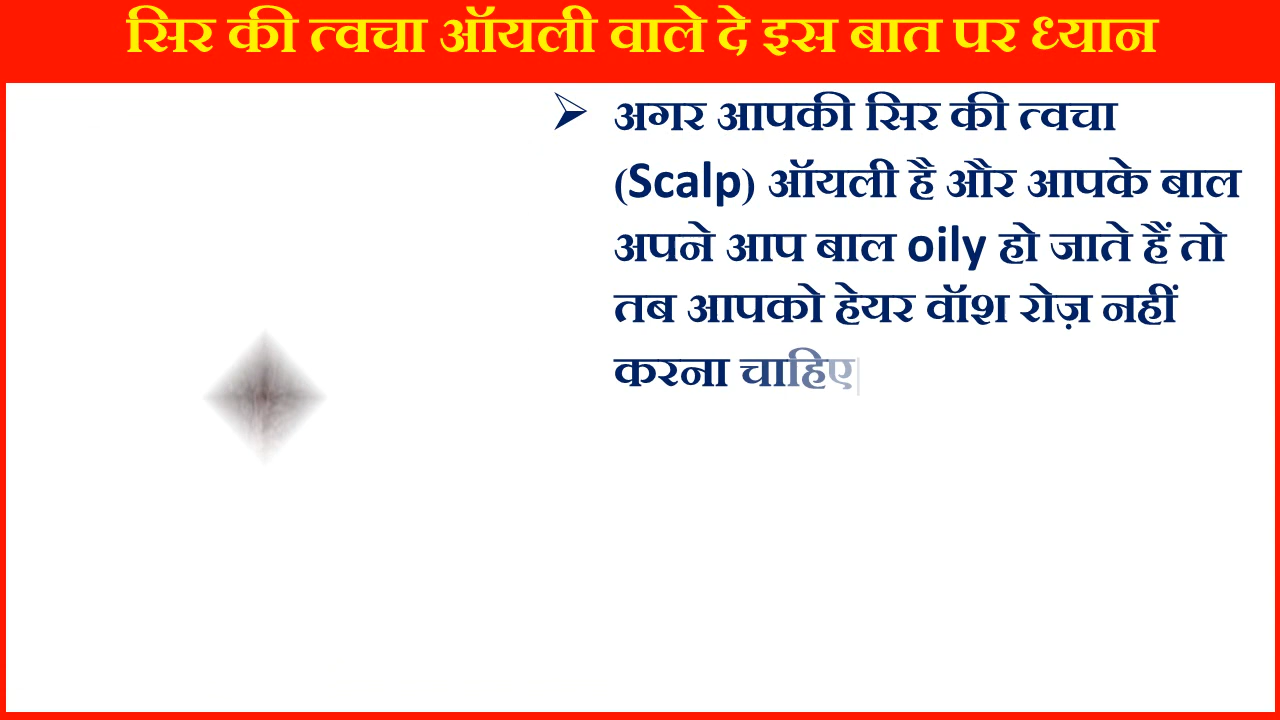 सिर की त्वचा ऑयली वाले दे इस बात पर ध्यान
अगर आपकी सिर की त्वचा
(Scalp) ऑयली है और आपके बाल
अपने आप बाल oily हो जाते हैं तो
तब आपको हेयर वॉश रोज़ नहीं
करना चाहिए